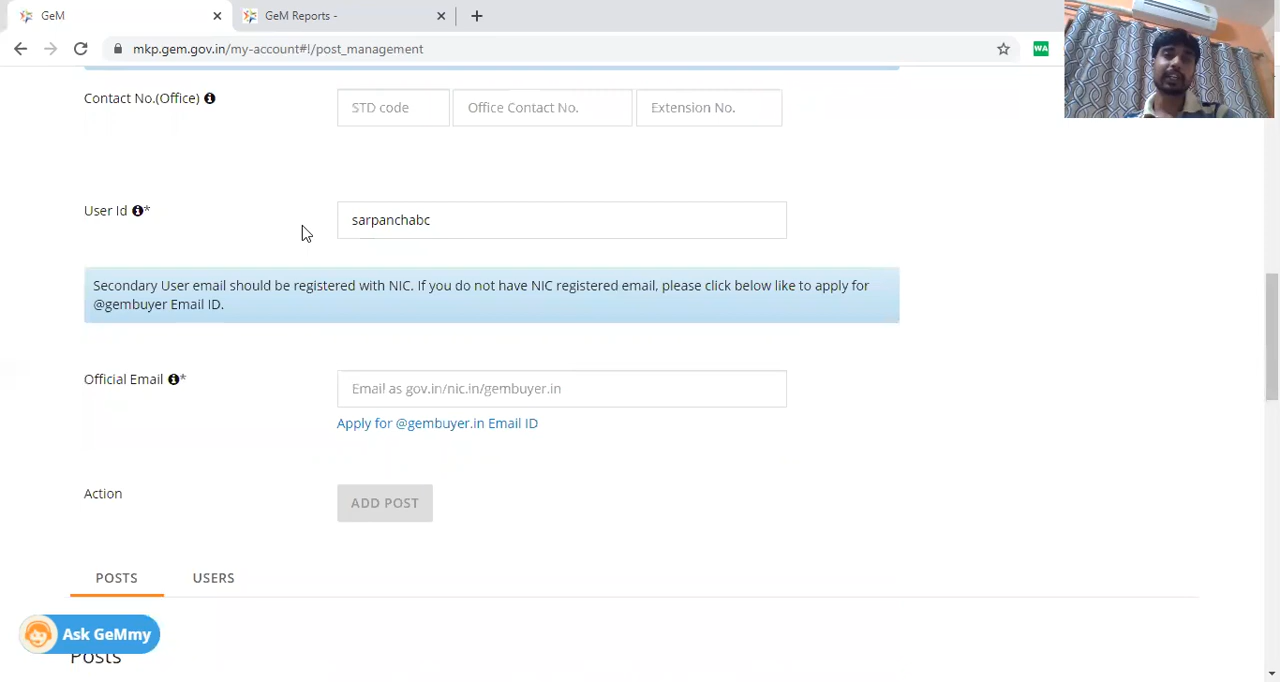 GeM
GeM Reports -
mkp.gem.gov.in/my-account#!/post_management
WA
Contact No.(Office)
STD code
Office Contact No.
Extension No.
User Id *
sarpanchabc
Secondary User email should be registered with NIC. If you do not have NIC registered email, please click below like to apply for
@gembuyer Email ID.
Official Email *
Email as gov.in/nic.in/gembuyer.in
Apply for @gembuyer.in Email ID
Action
ADD POST
POSTS
USERS
Ask GeMmy
Posts